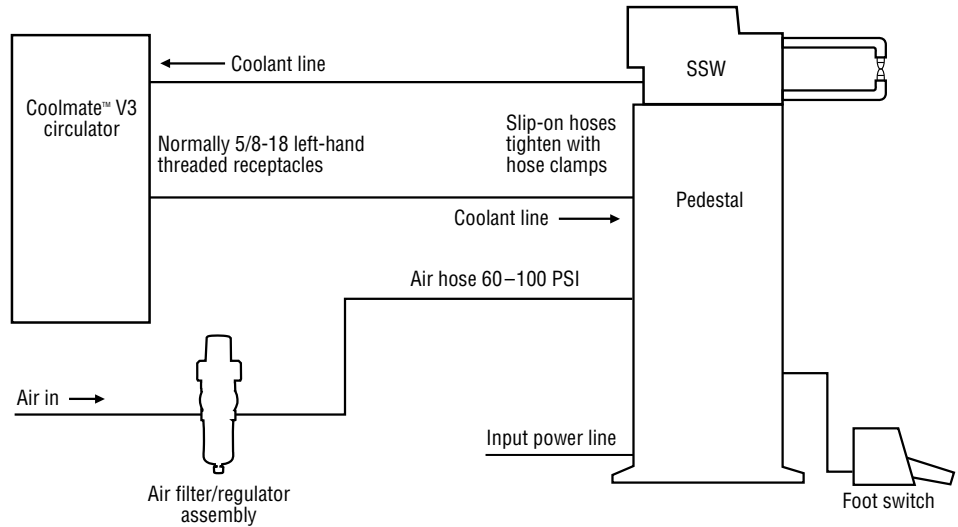 Coolant line
SSW
Coolmate™ V3
circulator
Normally 5/8-18 left-hand
threaded receptacles
Slip-on hoses
tighten with
hose clamps
Pedestal
Coolant line
Air hose 60–100 PSI
Air in
Input power line
Air filter/regulator
assembly
Foot switch